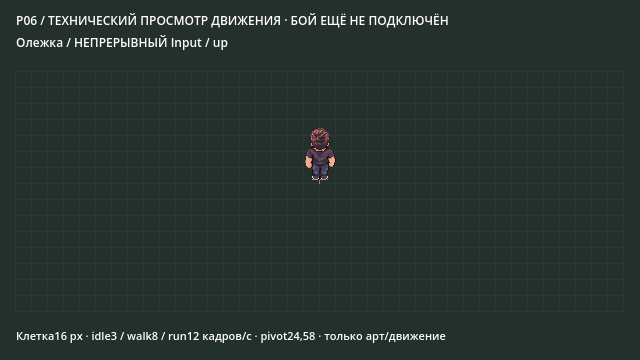 P06 / ТЕХНИЧЕСКИЙ ПРОСМОТР ДВИЖЕНИЯ · БОЙ ЕЩЁ НЕ ПОДКЛЮЧЁН
Олежка / НЕПРЕРЫВНЫЙ Input / up
Клетка16 px · idle3 / walk8 / run12 кадров/с · pivot24,58 · только арт/движение